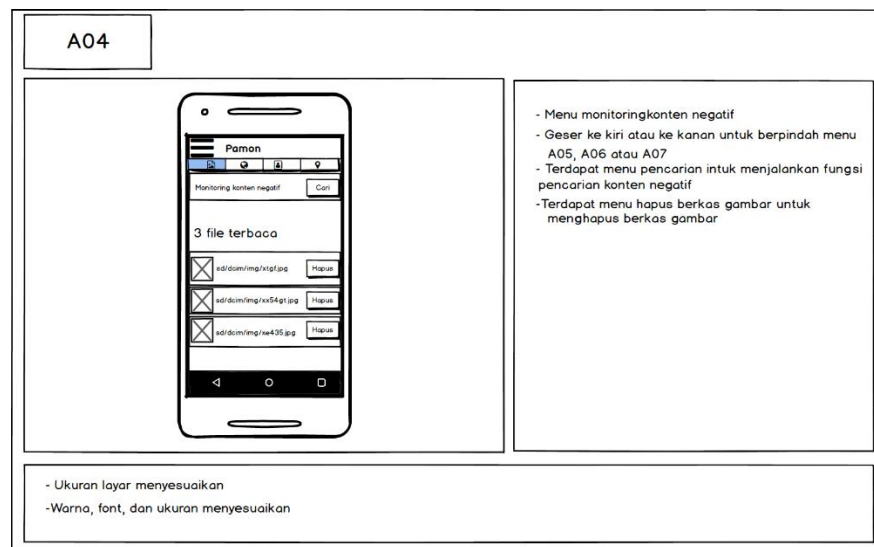 A04
Pamon
Monitoring konten negatif Cari
3 file terbaca
sd/dcim/img/xtgf.jpg Hapus
sd/dcim/img/xx54gt.jpg Hapus
sd/dcim/img/xe435.jpg Hapus
- Menu monitoringkonten negatif
- Geser ke kiri atau ke kanan untuk berpindah menu
A05, A06 atau A07
- Terdapat menu pencarian intuk menjalankan fungsi
pencarian konten negatif
-Terdapat menu hapus berkas gambar untuk
menghapus berkas gambar
- Ukuran layar menyesuaikan
-Warna, font, dan ukuran menyesuaikan